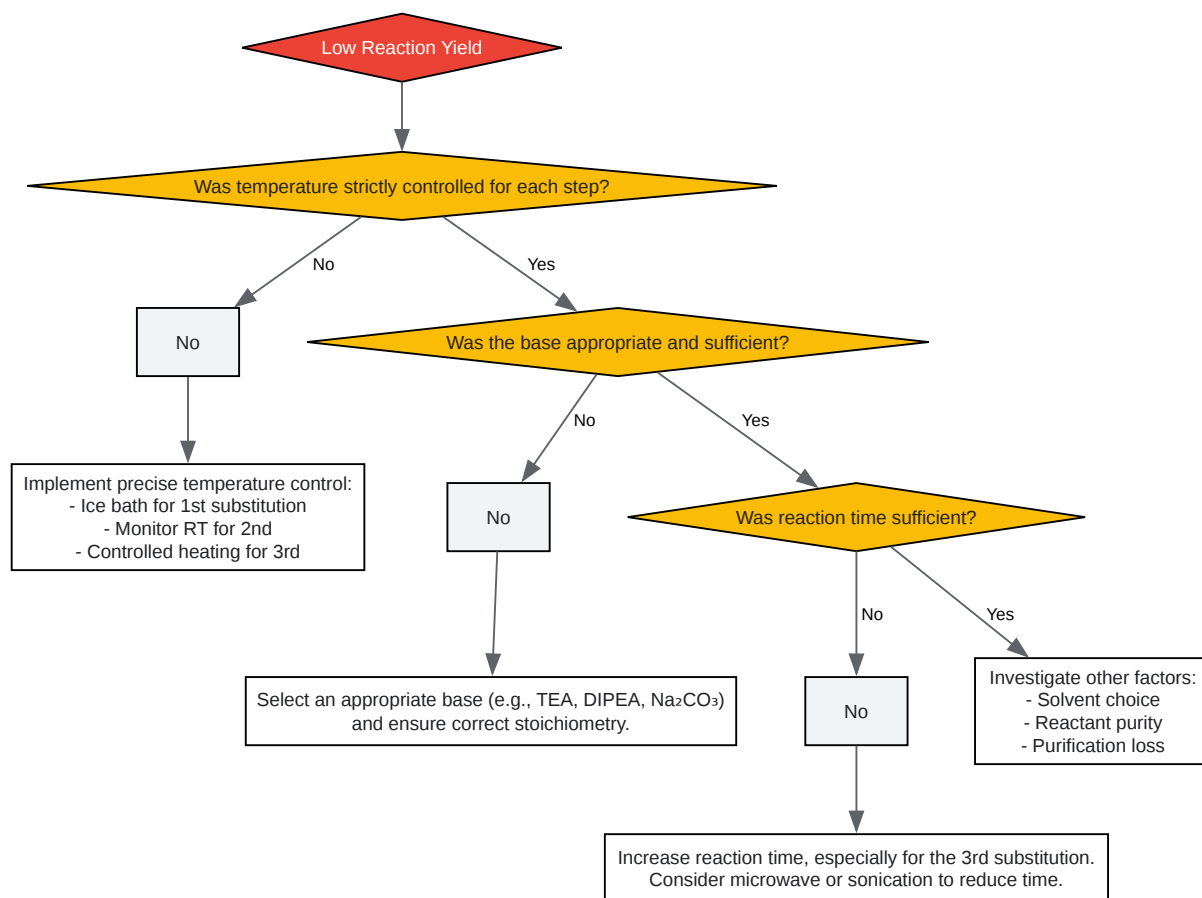 Low Reaction Yield
Was temperature strictly controlled for each step?
No
Yes
No
Was the base appropriate and sufficient?
No
Yes
Implement precise temperature control:
- Ice bath for 1st substitution
- Monitor RT for 2nd
- Controlled heating for 3rd
No
Was reaction time sufficient?
No
Yes
Select an appropriate base (e.g., TEA, DIPEA, Na₂CO₃)
and ensure correct stoichiometry.
No
Investigate other factors:
- Solvent choice
- Reactant purity
- Purification loss
Increase reaction time, especially for the 3rd substitution.
Consider microwave or sonication to reduce time.